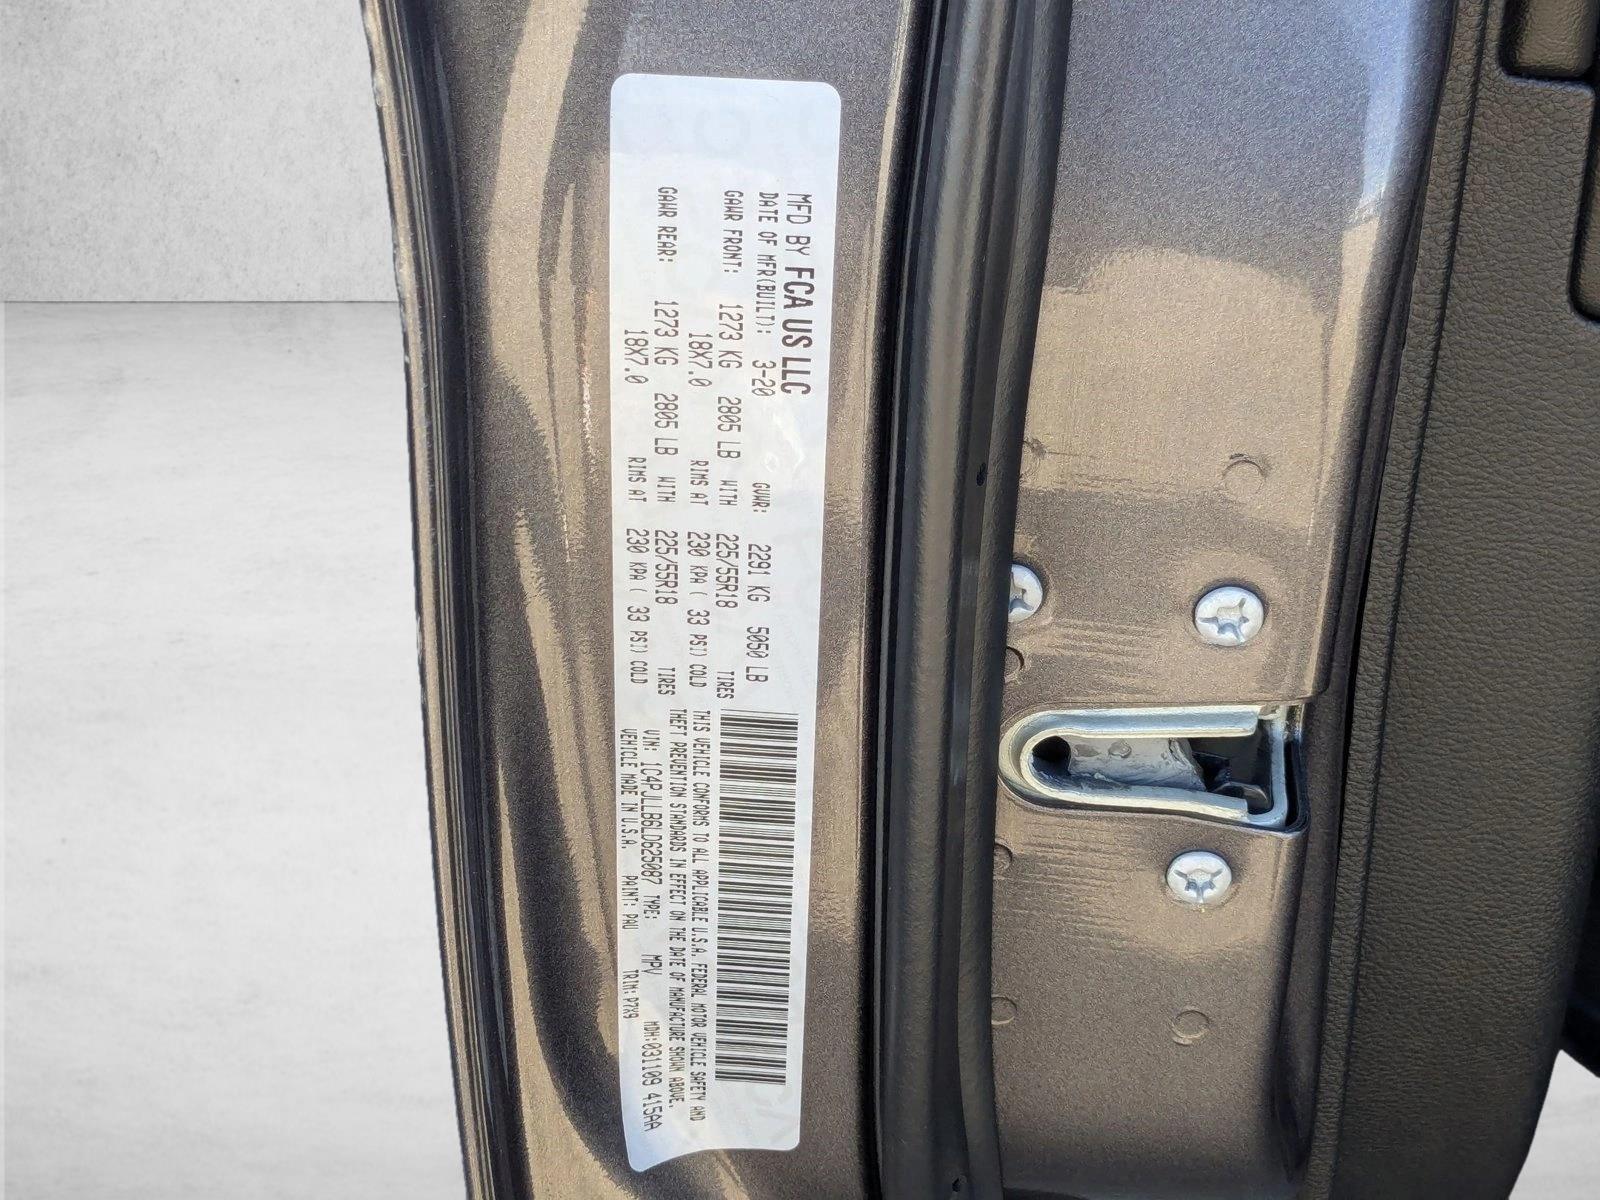 MFD BY FCA US LLC
DATE OF MFR(BUILT): 3-20 GVWR: 2291 KG 5050 LB
GAWR FRONT: 1273 KG 2805 LB WITH 225/55R18 TIRES
18X7.0 RIMS AT 230 KPA ( 33 PSI) COLD
GAWR REAR: 1273 KG 2805 LB WITH 225/55R18 TIRES
18X7.0 RIMS AT 230 KPA ( 33 PSI) COLD
THIS VEHICLE CONFORMS TO ALL APPLICABLE U.S.A. FEDERAL MOTOR VEHICLE SAFETY AND
THEFT PREVENTION STANDARDS IN EFFECT ON THE DATE OF MANUFACTURE SHOWN ABOVE.
VIN: 1C4PJLLB6LD625087 TYPE: MPV MDH:031109 415AA
VEHICLE MADE IN U.S.A. PAINT: PAU TRIM: P7X9